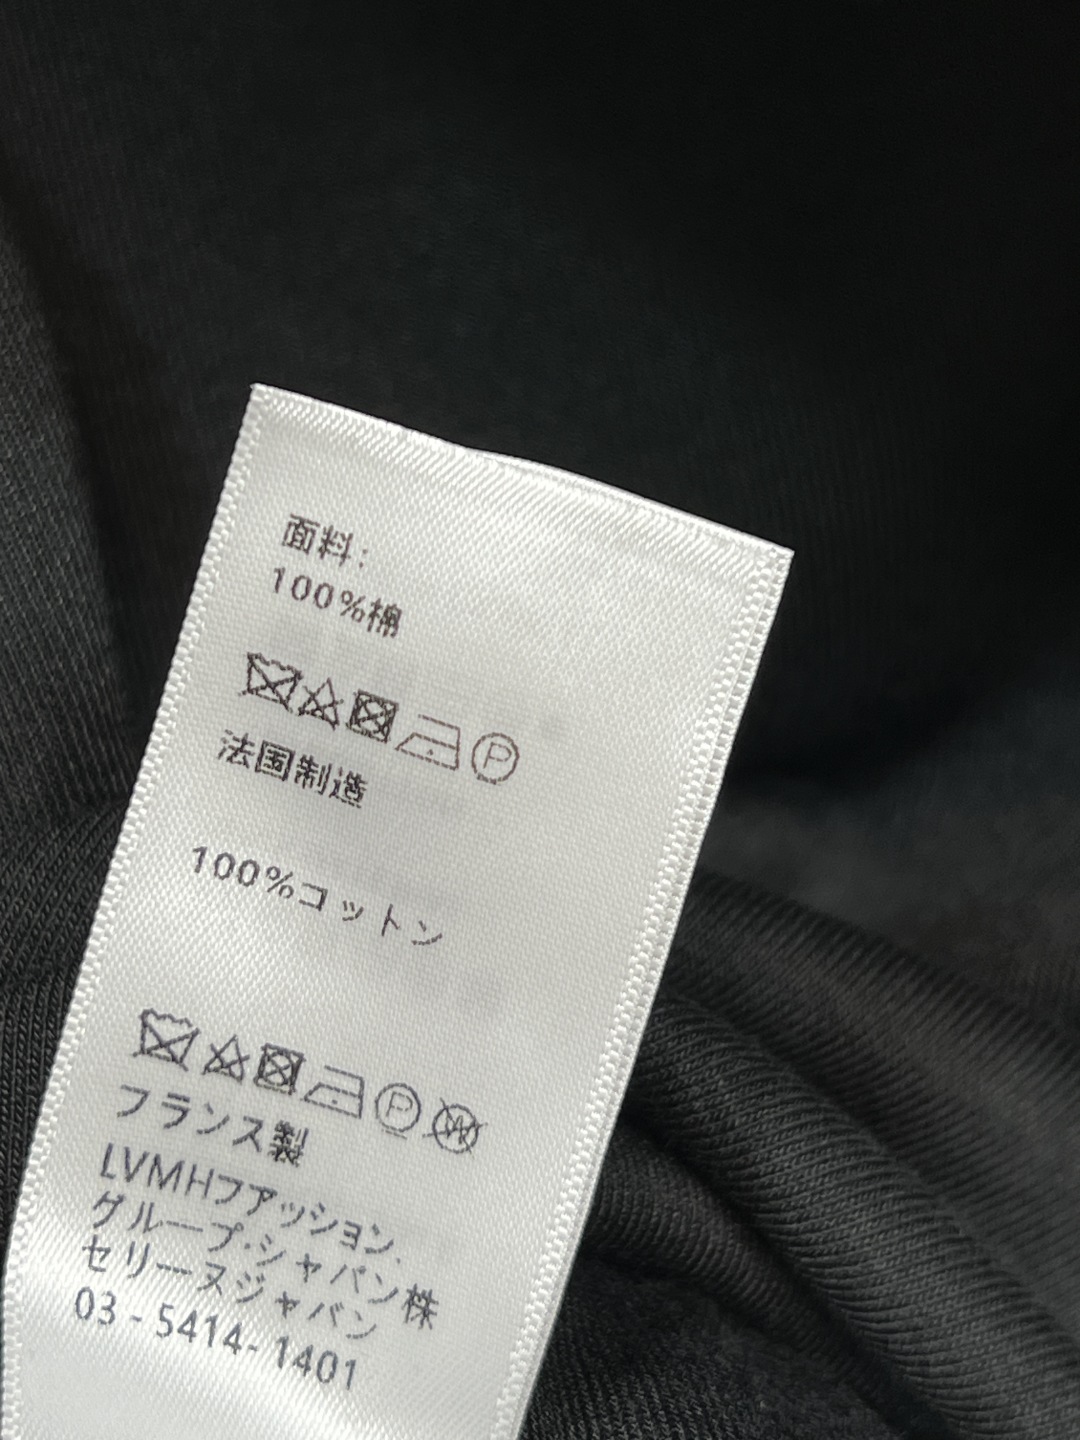 面料:
100%棉
P
法国制造
100%コットン
P W
フランス製
LVMHファッション.
グループ·ジャパン株
セリーヌジャパン
03-5414-1401